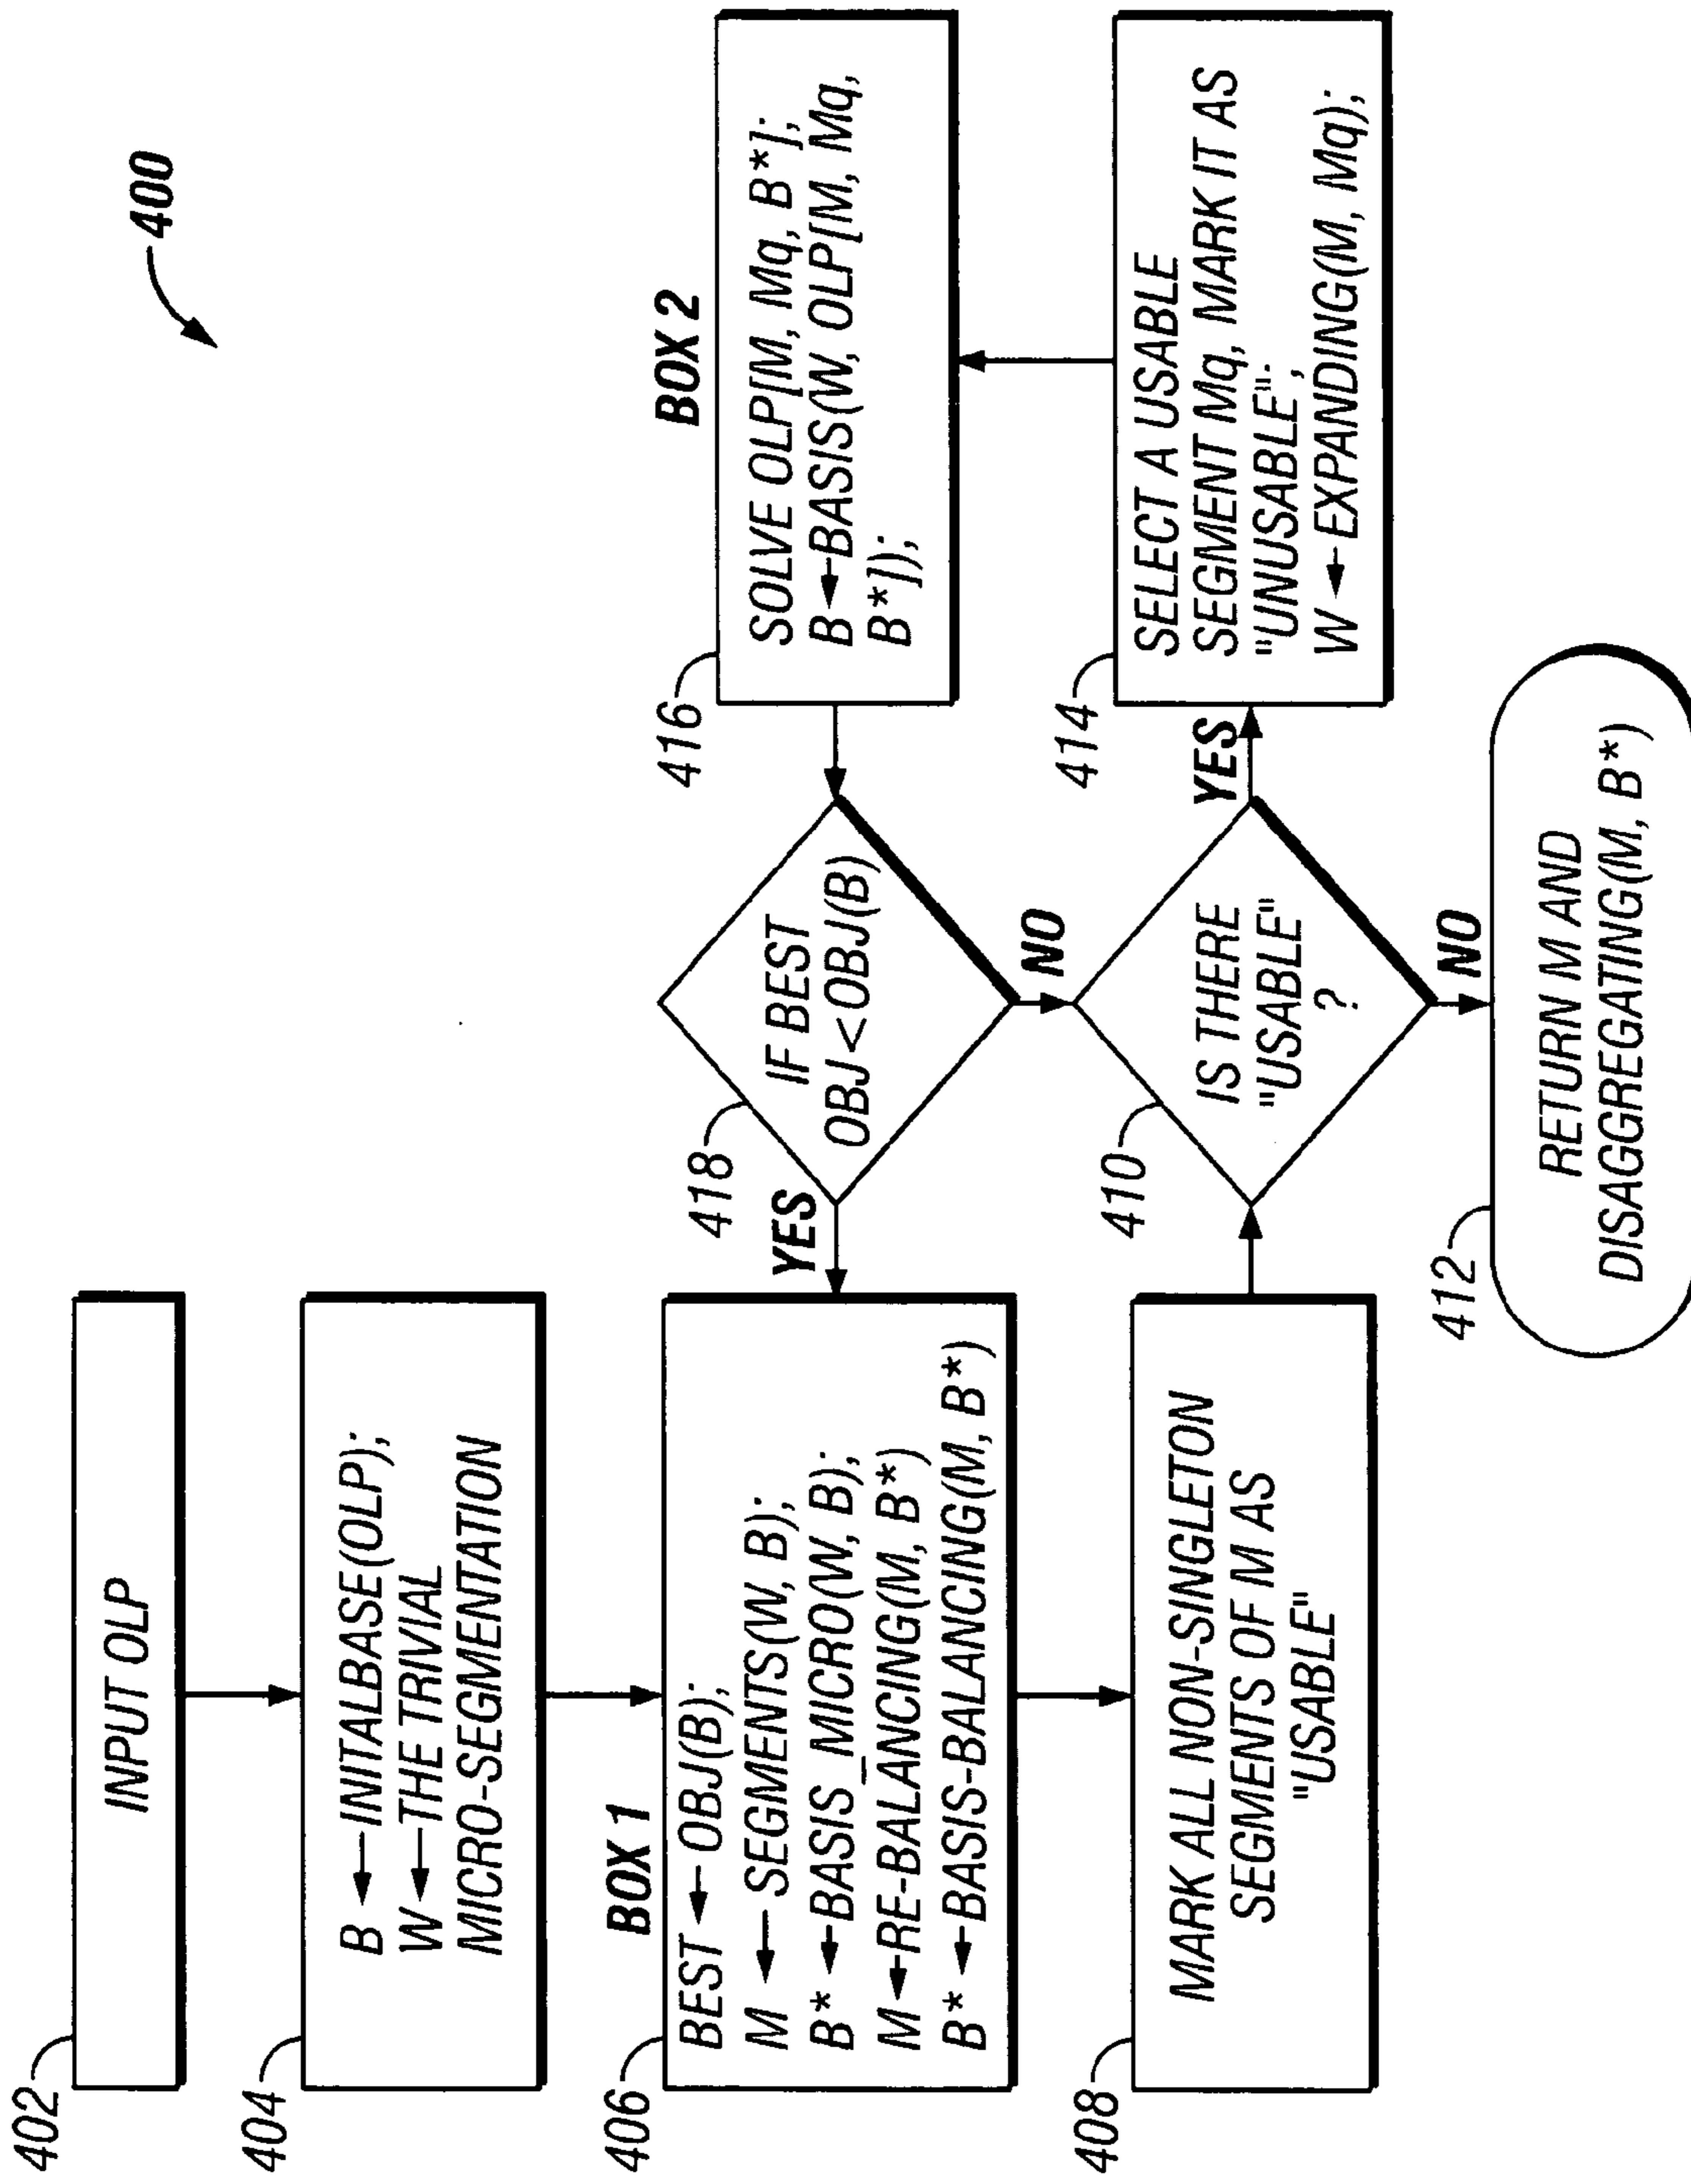 400
402
INPUT OLP
404
B ← INITALBASE(OLP);
W ← THE TRIVIAL
MICRO-SEGMENTATION
BOX 1
406
BEST ← OBJ(B);
M ← SEGMENTS(W, B);
B* ← BASIS_MICRO(W, B);
M ← RE-BALANCING(M, B*)
B* ← BASIS-BALANCING(M, B*)
408
MARK ALL NON-SINGLETON
SEGMENTS OF M AS
"USABLE"
YES
418
IF BEST
OBJ < OBJ(B)
NO
410
IS THERE
"USABLE"
?
YES
NO
412
RETURN M AND
DISAGGREGATING(M, B*)
BOX 2
416
SOLVE OLP[M, Mq, B*];
B ← BASIS(W, OLP[M, Mq,
B*]);
414
SELECT A USABLE
SEGMENT Mq, MARK IT AS
"UNUSABLE";
W ← EXPANDING(M, Mq);